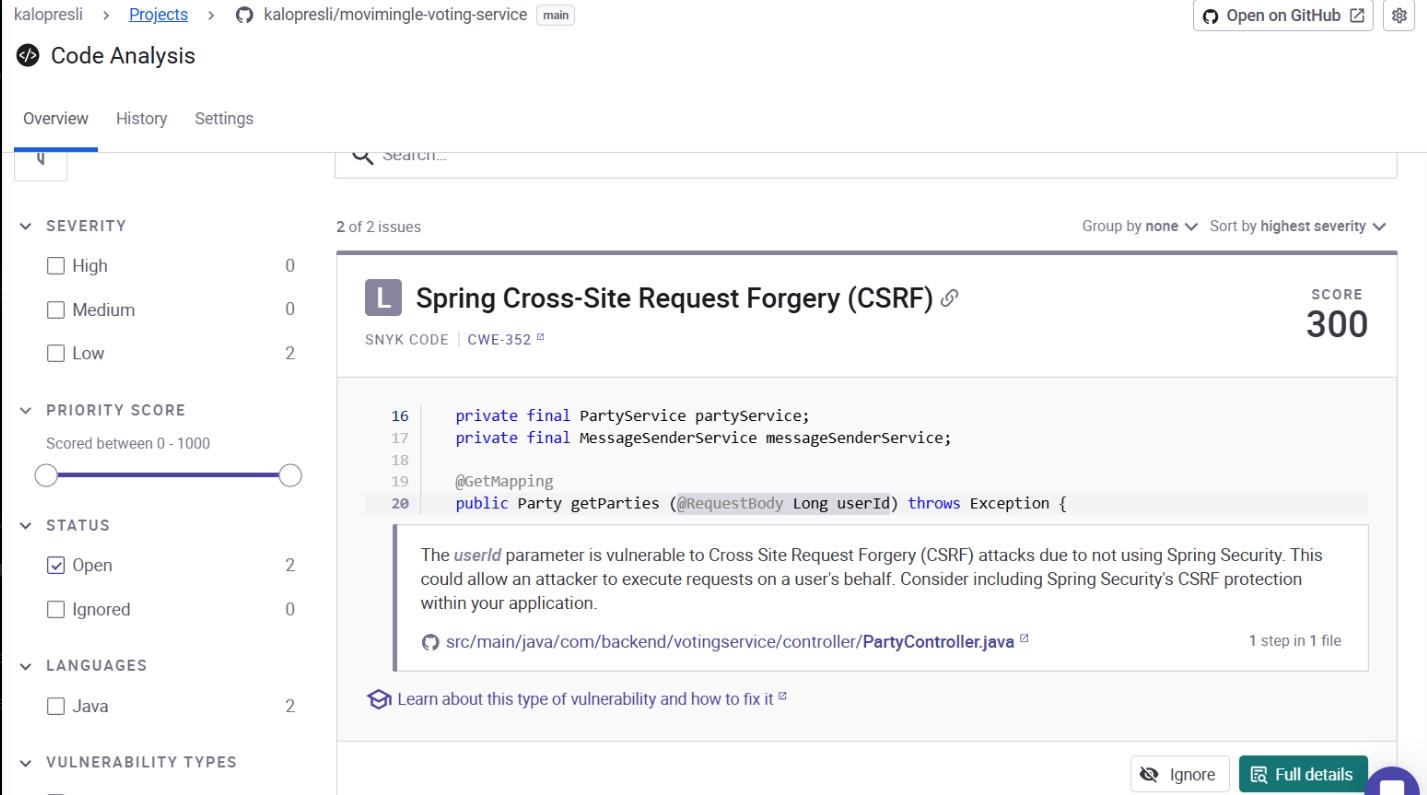 kalopresli > Projects > kalopresli/movimingle-voting-service main
Open on GitHub
Code Analysis
Overview History Settings
Search...
SEVERITY
2 of 2 issues
Group by none Sort by highest severity
High 0
Medium 0
Low 2
L Spring Cross-Site Request Forgery (CSRF)
SCORE
300
SNYK CODE | CWE-352
PRIORITY SCORE
Scored between 0 - 1000
16 private final PartyService partyService;
17 private final MessageSenderService messageSenderService;
18
19 @GetMapping
20 public Party getParties (@RequestBody Long userId) throws Exception {
STATUS
Open 2
Ignored 0
The userId parameter is vulnerable to Cross Site Request Forgery (CSRF) attacks due to not using Spring Security. This
could allow an attacker to execute requests on a user's behalf. Consider including Spring Security's CSRF protection
within your application.
src/main/java/com/backend/votingservice/controller/PartyController.java
1 step in 1 file
LANGUAGES
Java 2
Learn about this type of vulnerability and how to fix it
VULNERABILITY TYPES
Ignore
Full details